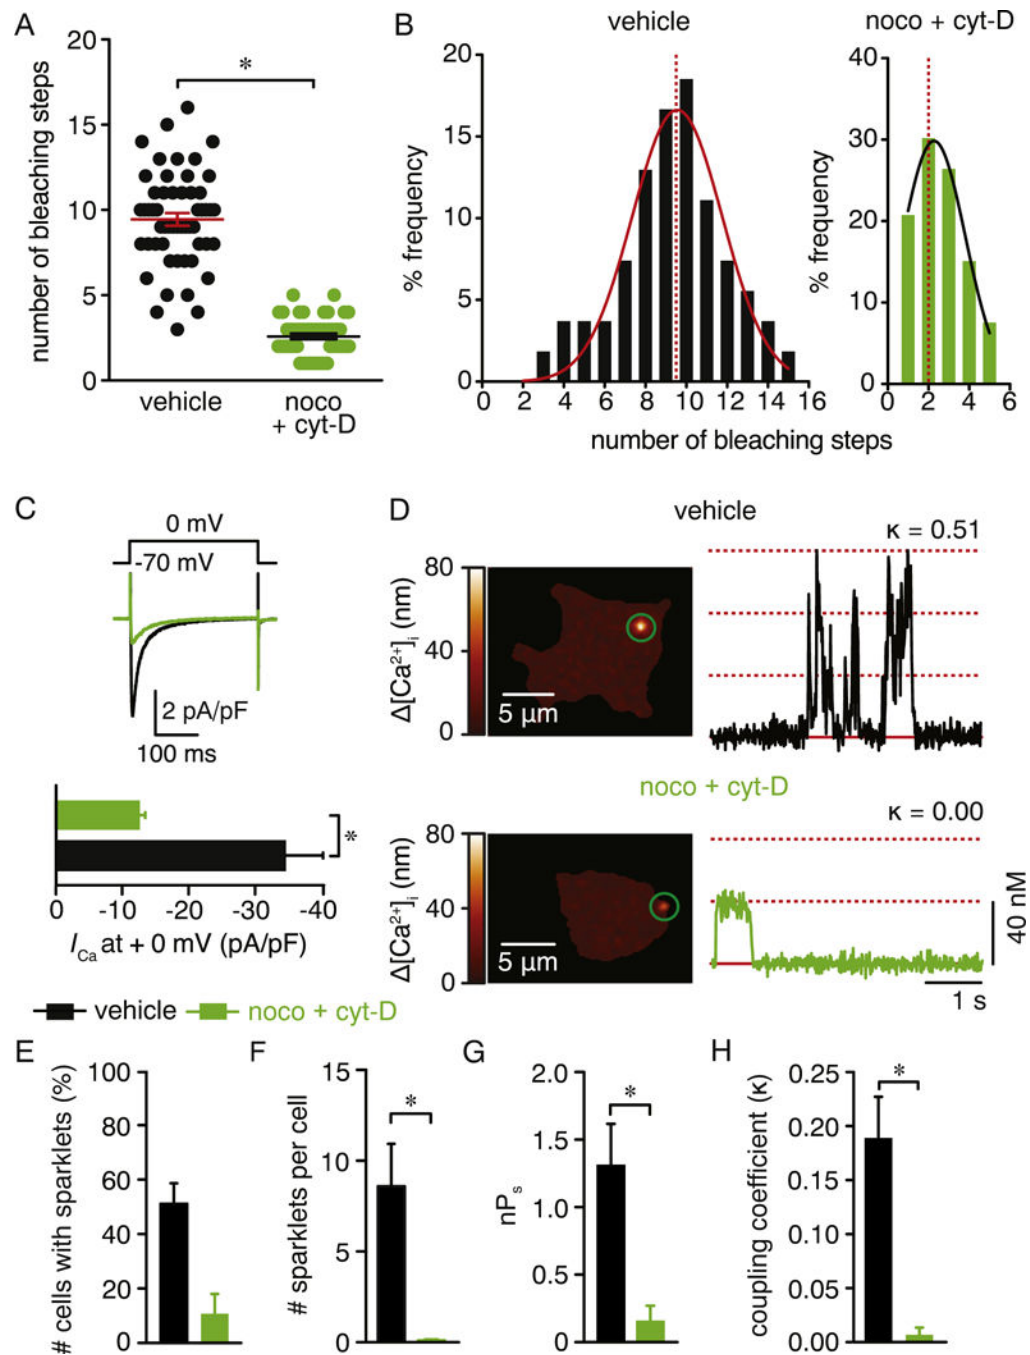 A
20
15
10
5
0
number of bleaching steps
*
vehicle
noco
+ cyt-D
B
vehicle
noco + cyt-D
20
15
10
5
0
% frequency
0 2 4 6 8 10 12 14 16
40
30
20
10
0
% frequency
0 2 4 6
number of bleaching steps
C
0 mV
-70 mV
2 pA/pF
100 ms
*
0 -10 -20 -30 -40
ICa at + 0 mV (pA/pF)
vehicle
noco + cyt-D
D
vehicle
80
40
0
Δ[Ca²⁺]i (nm)
5 μm
κ = 0.51
noco + cyt-D
80
40
0
Δ[Ca²⁺]i (nm)
5 μm
κ = 0.00
40 nM
1 s
E
100
80
60
40
20
0
# cells with sparklets (%)
F
15
10
5
0
# sparklets per cell
*
G
2.0
1.5
1.0
0.5
0
nPs
*
H
0.25
0.20
0.15
0.10
0.05
0.00
coupling coefficient (κ)
*